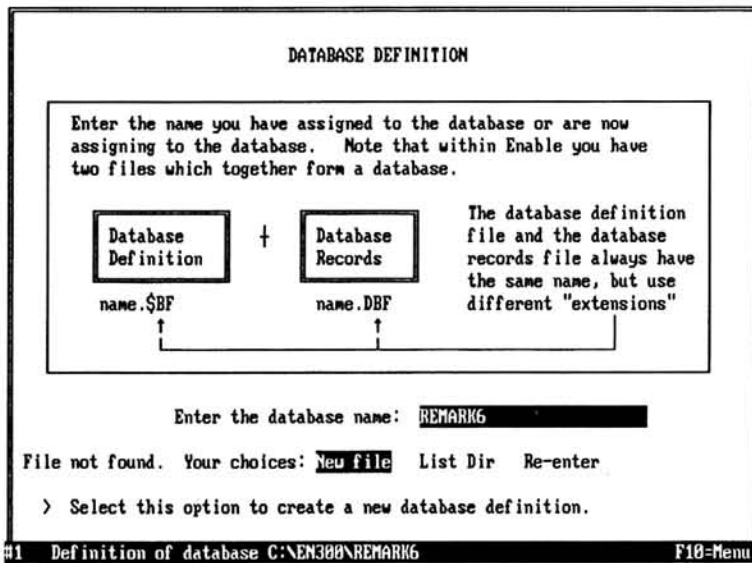 DATABASE DEFINITION
Enter the name you have assigned to the database or are now
assigning to the database. Note that within Enable you have
two files which together form a database.
Database
Definition
+
Database
Records
name.$BF
name.DBF
The database definition
file and the database
records file always have
the same name, but use
different "extensions"
Enter the database name: REMARK6
File not found. Your choices: New file List Dir Re-enter
> Select this option to create a new database definition.
#1 Definition of database C:\EN300\REMARK6 F10=Menu